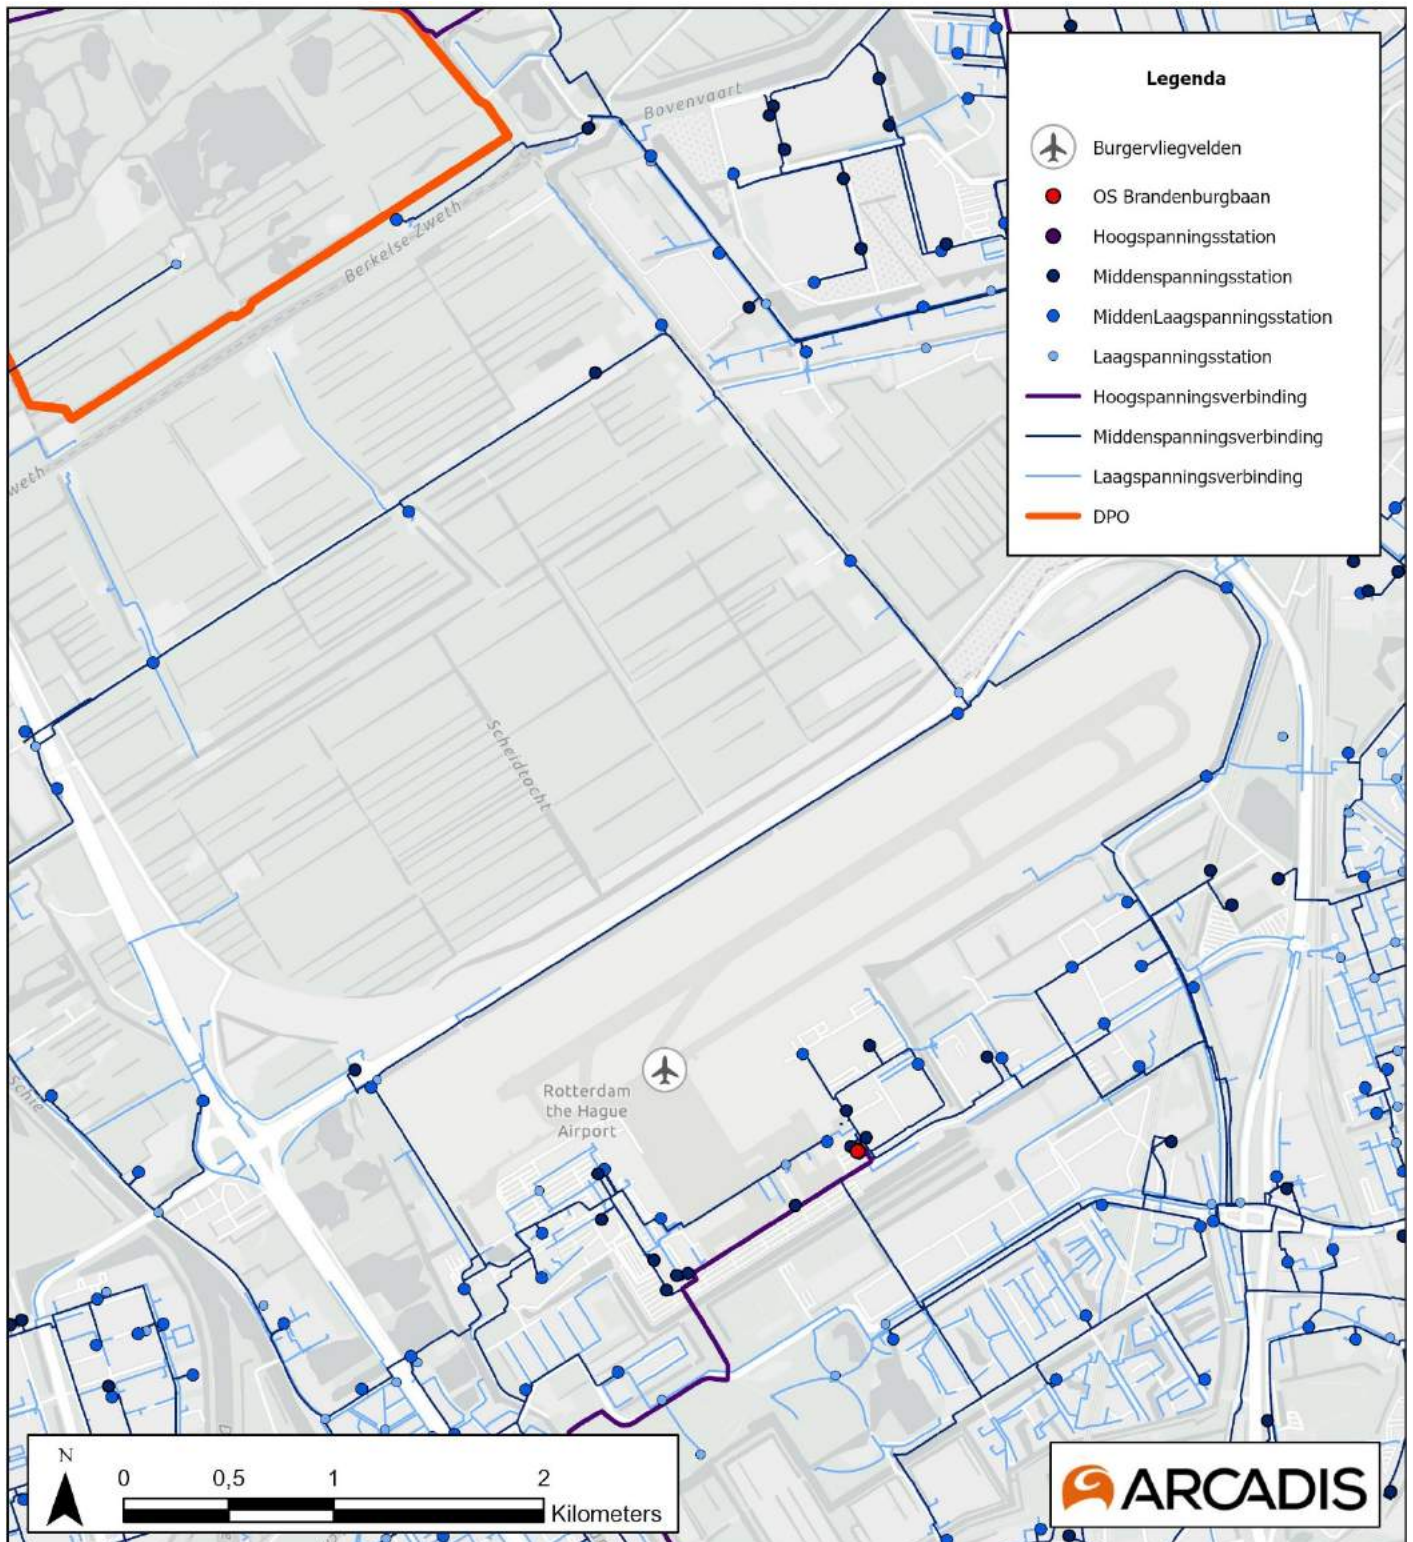 Bovenvaart
Berkelse-Zweth
weth
Scheidtocht
Schie
Rotterdam
the Hague
Airport
Legenda
Burgervliegvelden
OS Brandenburgbaan
Hoogspanningsstation
Middenspanningsstation
MiddenLaagspanningsstation
Laagspanningsstation
Hoogspanningsverbinding
Middenspanningsverbinding
Laagspanningsverbinding
DPO
N
0 0,5 1 2
Kilometers
ARCADIS